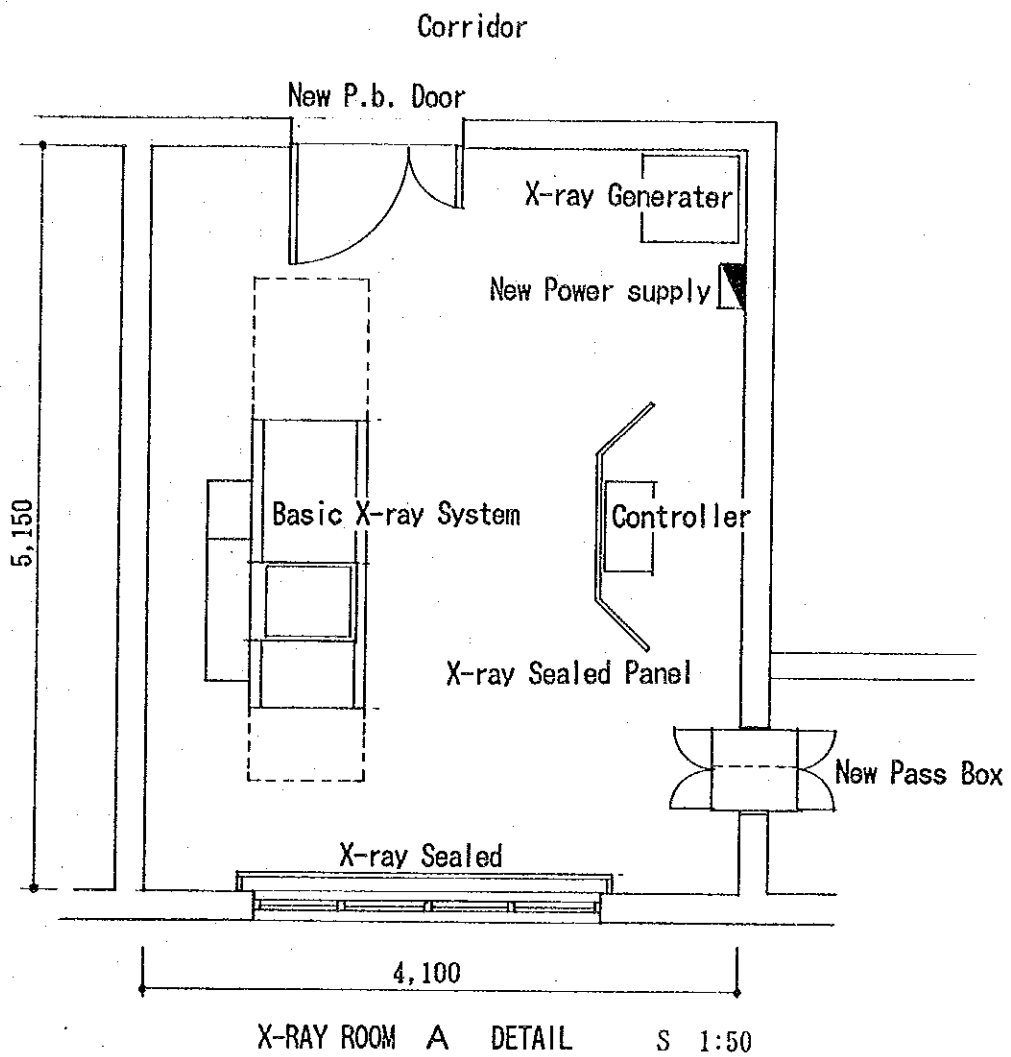 Corridor
New P.b. Door
X-ray Generater
New Power supply
Basic X-ray System
Controller
5,150
X-ray Sealed Panel
New Pass Box
X-ray Sealed
4,100
X-RAY ROOM A DETAIL S 1:50